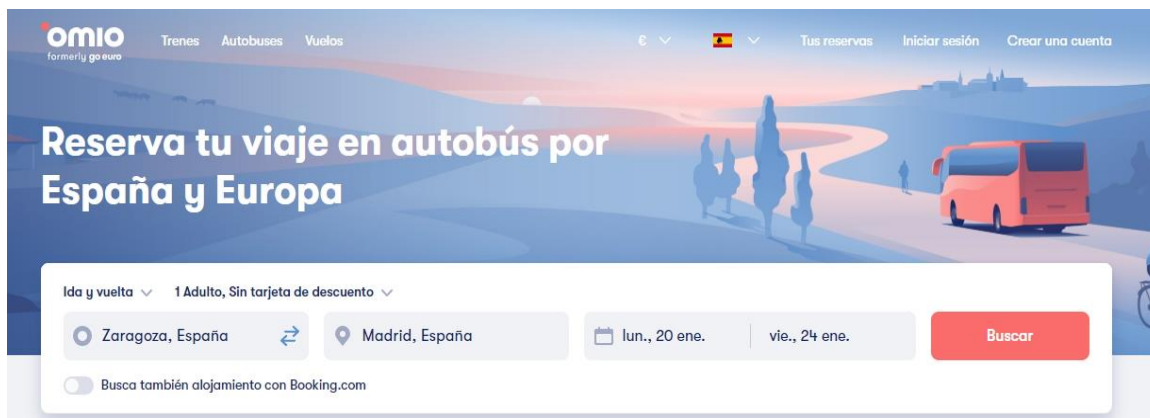 omio Trenes Autobuses Vuelos € Tus reservas Iniciar sesión Crear una cuenta
formerly go euro
Reserva tu viaje en autobús por
España y Europa
Ida y vuelta 1 Adulto, Sin tarjeta de descuento
Zaragoza, España Madrid, España lun., 20 ene. vie., 24 ene. Buscar
Busca también alojamiento con Booking.com